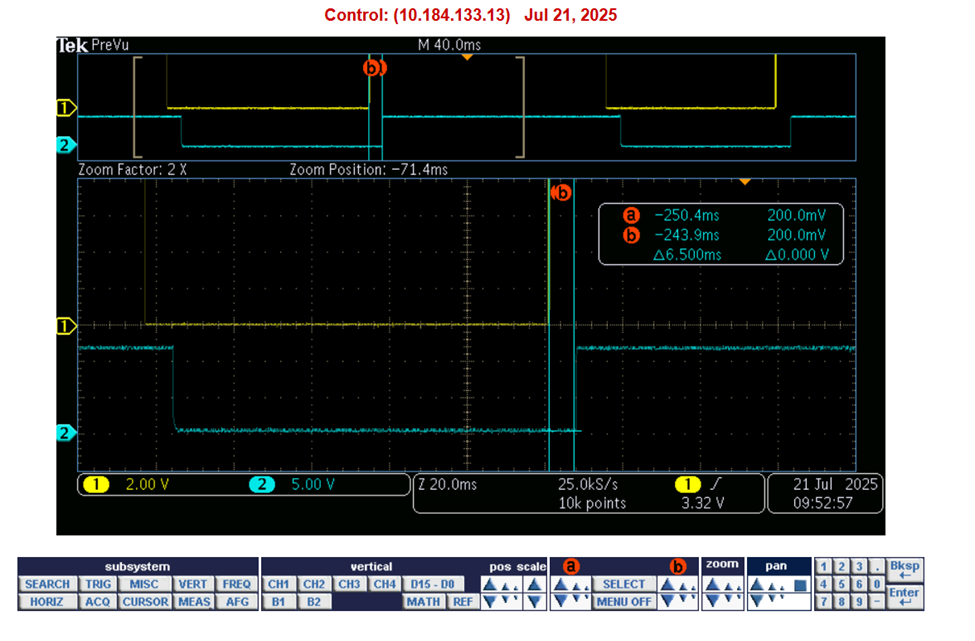 Control: (10.184.133.13) Jul 21, 2025
Tek PreVu M 40.0ms
b
1
2
Zoom Factor: 2 X Zoom Position: −71.4ms
b
a −250.4ms 200.0mV
b −243.9ms 200.0mV
Δ6.500ms Δ0.000 V
1
2
1 2.00 V 2 5.00 V
Z 20.0ms 25.0kS/s 1
10k points 3.32 V
21 Jul 2025
09:52:57
subsystem vertical pos scale a b zoom pan 1 2 3 . Bksp
SEARCH TRIG MISC VERT FREQ CH1 CH2 CH3 CH4 D15 - D0 SELECT 4 5 6 0
HORIZ ACQ CURSOR MEAS AFG B1 B2 MATH REF MENU OFF 7 8 9 − Enter